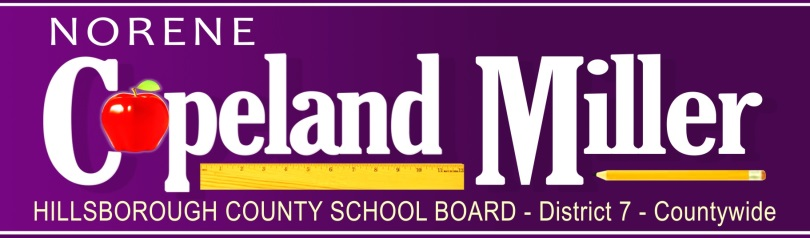 NORENE
Copeland Miller
HILLSBOROUGH COUNTY SCHOOL BOARD - District 7 - Countywide